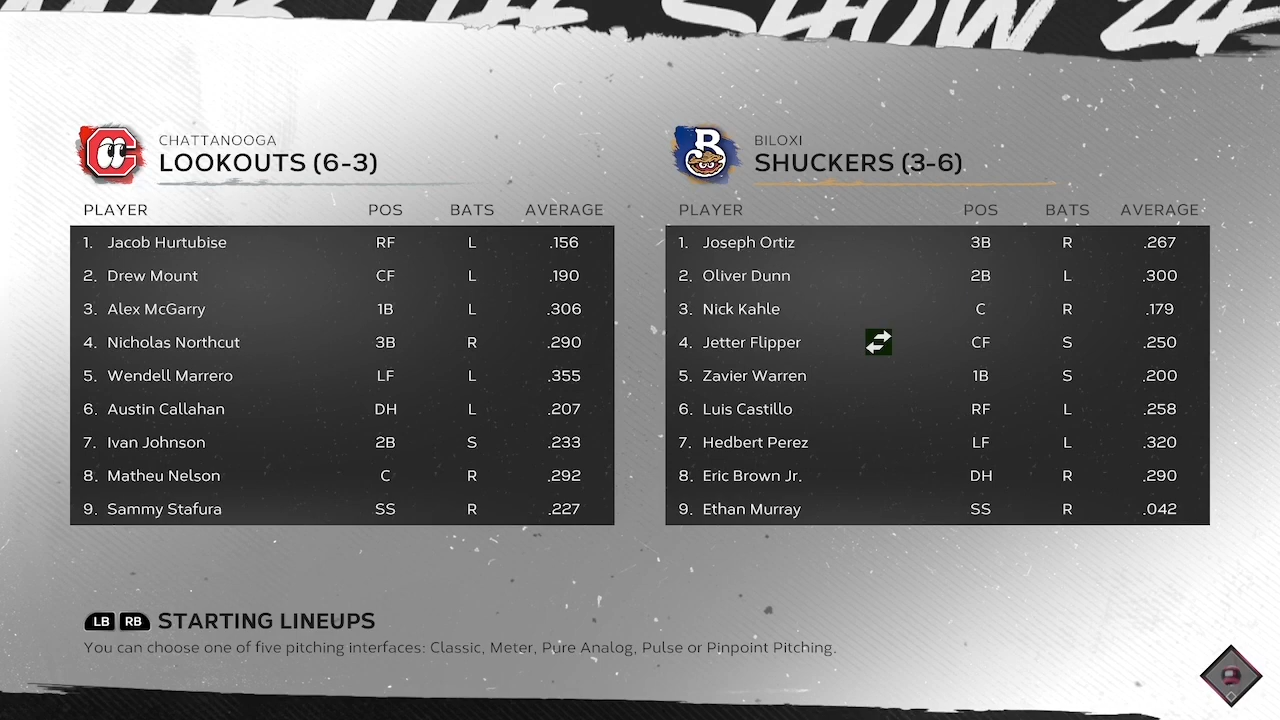 THE SHOW 24
CHATTANOOGA
LOOKOUTS (6-3)
PLAYER POS BATS AVERAGE
1. Jacob Hurtubise RF L .156
2. Drew Mount CF L .190
3. Alex McGarry 1B L .306
4. Nicholas Northcut 3B R .290
5. Wendell Marrero LF L .355
6. Austin Callahan DH L .207
7. Ivan Johnson 2B S .233
8. Matheu Nelson C R .292
9. Sammy Stafura SS R .227
B
BILOXI
SHUCKERS (3-6)
PLAYER POS BATS AVERAGE
1. Joseph Ortiz 3B R .267
2. Oliver Dunn 2B L .300
3. Nick Kahle C R .179
4. Jetter Flipper CF S .250
5. Zavier Warren 1B S .200
6. Luis Castillo RF L .258
7. Hedbert Perez LF L .320
8. Eric Brown Jr. DH R .290
9. Ethan Murray SS R .042
LB RB STARTING LINEUPS
You can choose one of five pitching interfaces: Classic, Meter, Pure Analog, Pulse or Pinpoint Pitching.